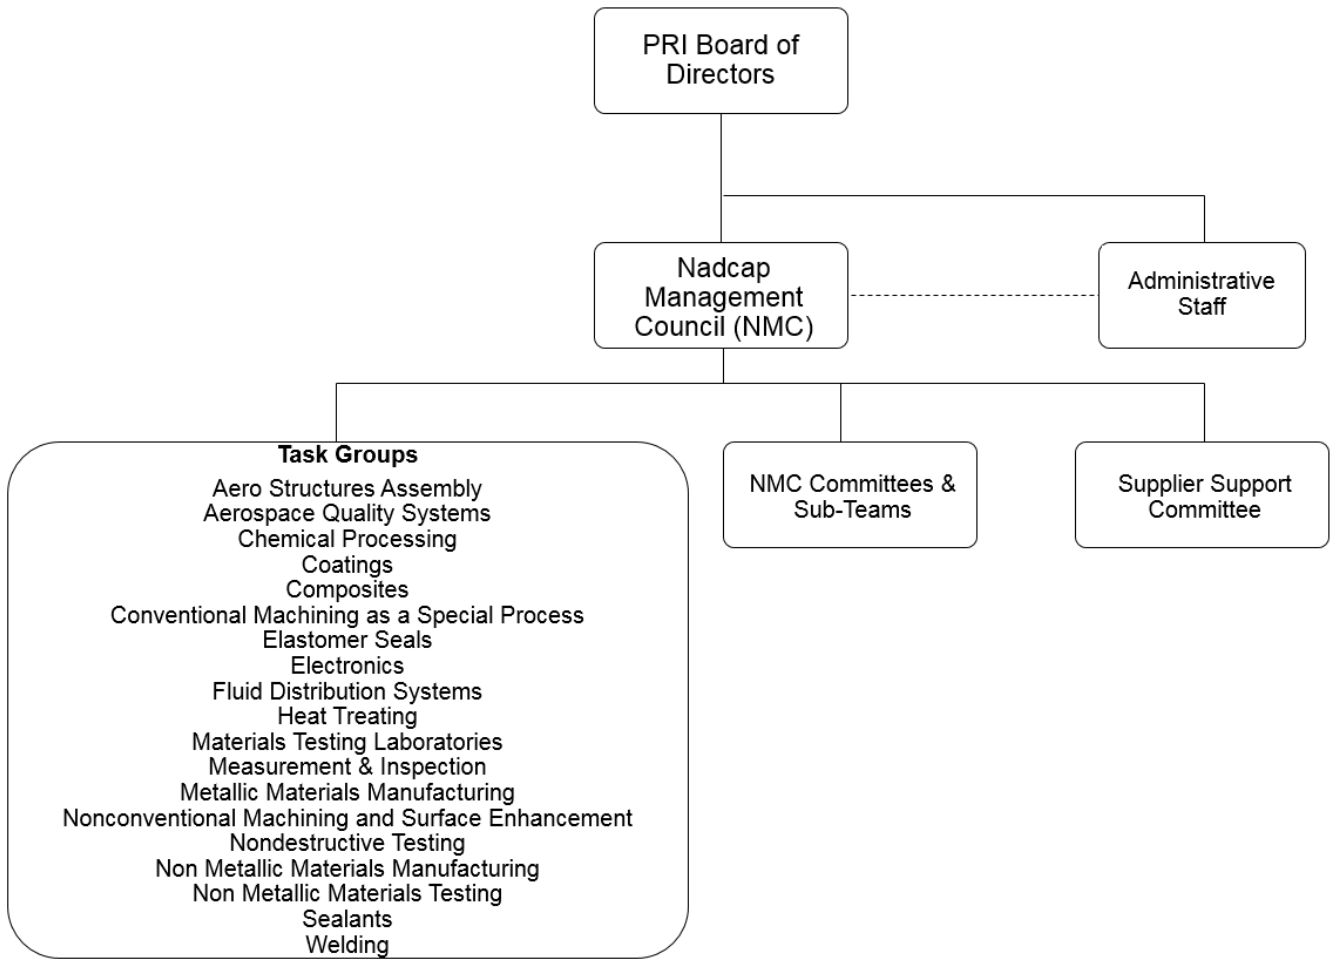 PRI Board of
Directors
Nadcap
Management
Council (NMC)
Administrative
Staff
Task Groups
Aero Structures Assembly
Aerospace Quality Systems
Chemical Processing
Coatings
Composites
Conventional Machining as a Special Process
Elastomer Seals
Electronics
Fluid Distribution Systems
Heat Treating
Materials Testing Laboratories
Measurement & Inspection
Metallic Materials Manufacturing
Nonconventional Machining and Surface Enhancement
Nondestructive Testing
Non Metallic Materials Manufacturing
Non Metallic Materials Testing
Sealants
Welding
NMC Committees &
Sub-Teams
Supplier Support
Committee